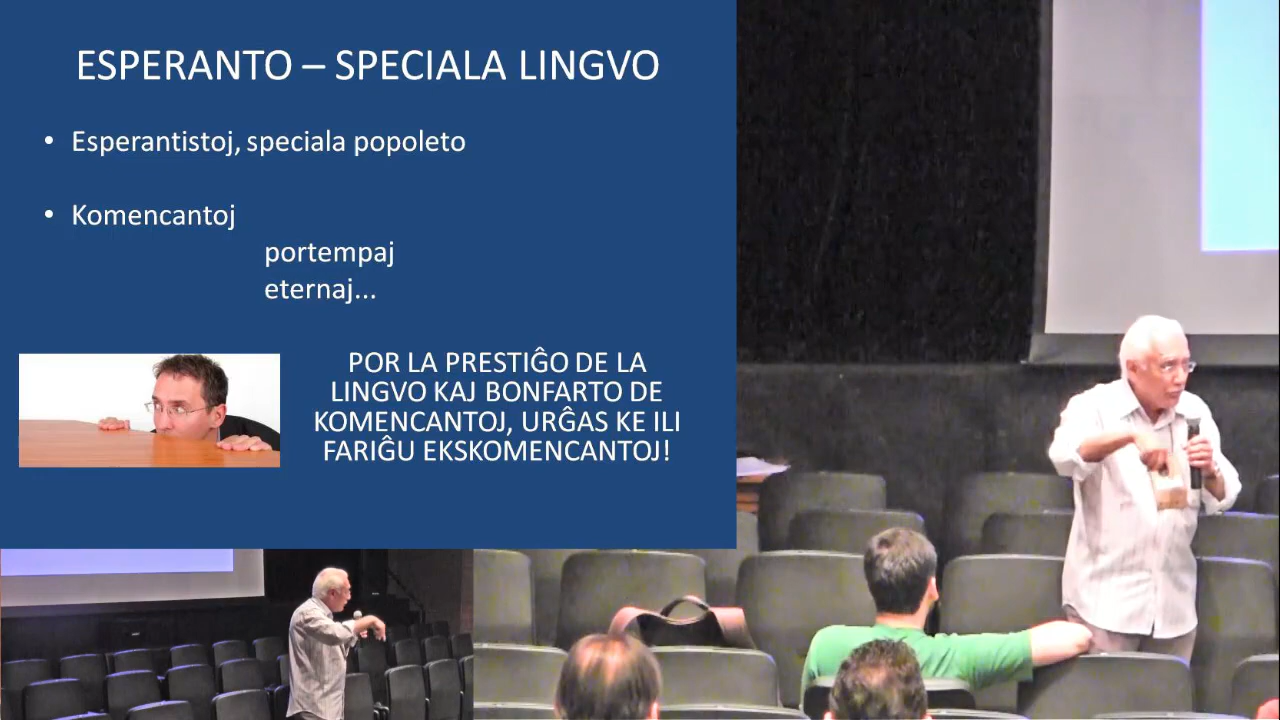 ESPERANTO – SPECIALA LINGVO
• Esperantistoj, speciala popoleto
• Komencantoj
portempaj
eternaj...
POR LA PRESTIĜO DE LA
LINGVO KAJ BONFARTO DE
KOMENCANTOJ, URĜAS KE ILI
FARIĜU EKSKOMENCANTOJ!